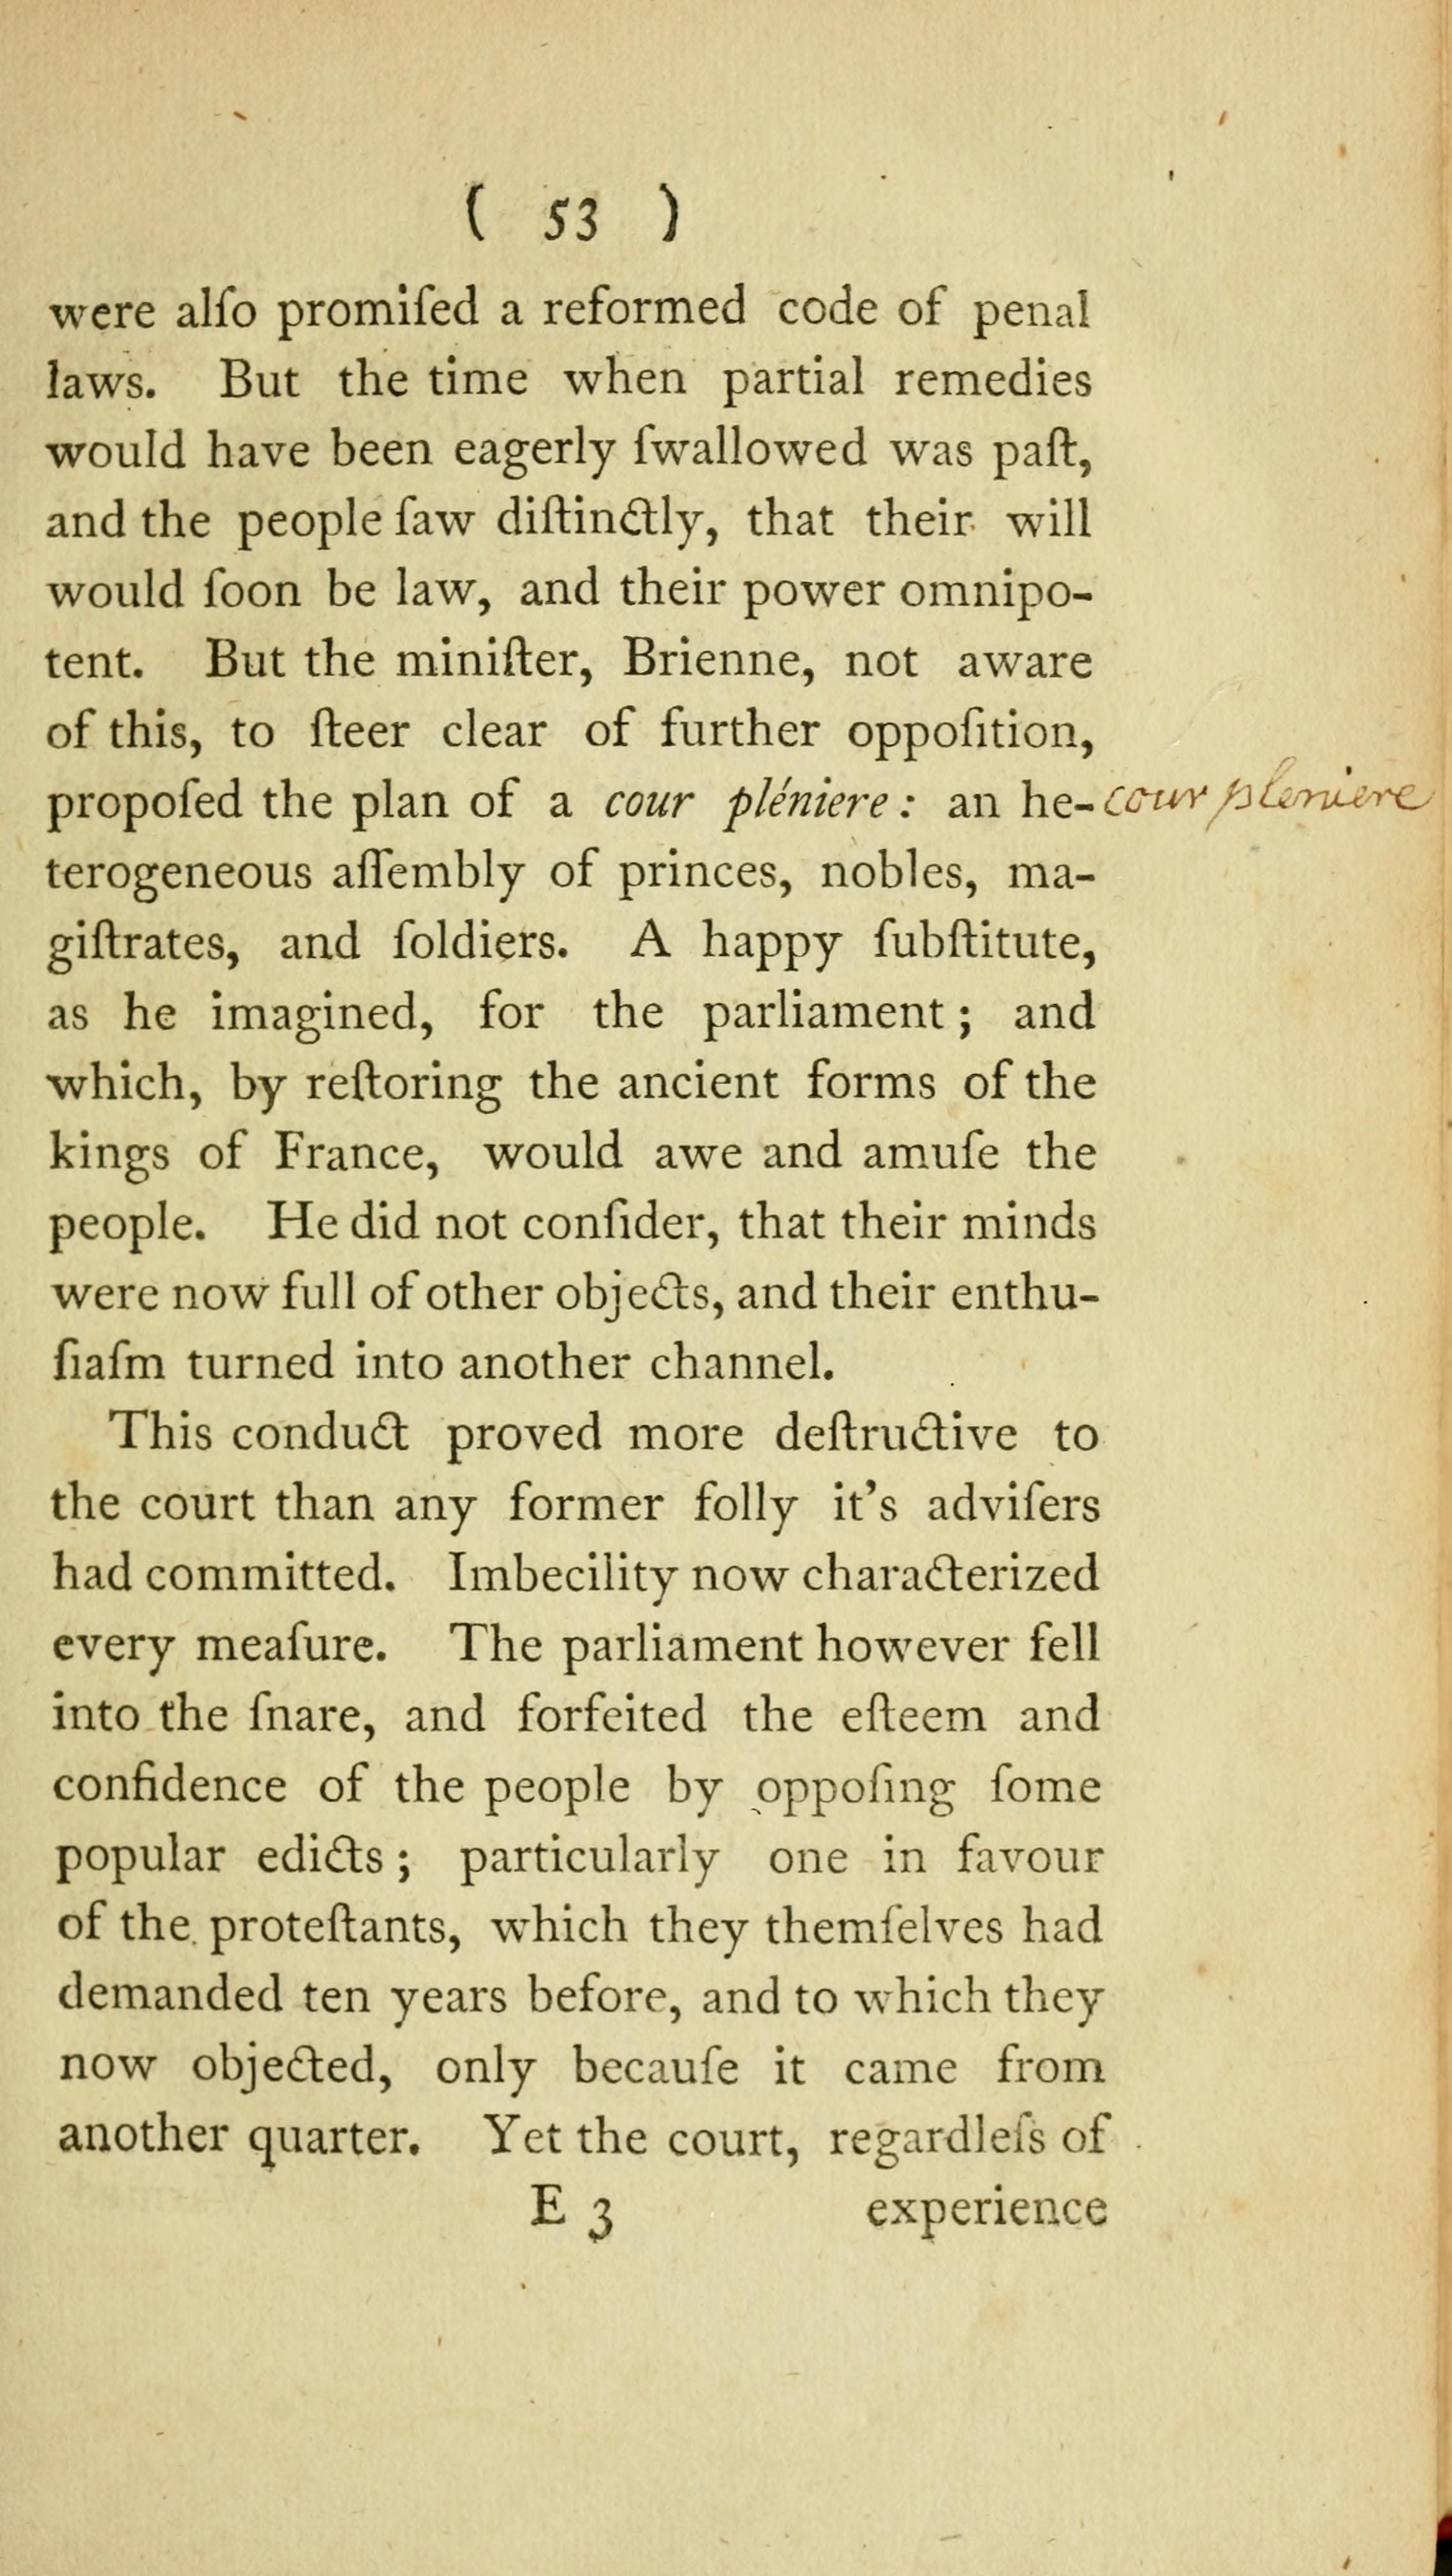 ( 53 )
were alſo promiſed a reformed code of penal
laws. But the time when partial remedies
would have been eagerly ſwallowed was paſt,
and the people ſaw diſtinctly, that their will
would ſoon be law, and their power omnipo-
tent. But the miniſter, Brienne, not aware
of this, to ſteer clear of further oppoſition,
propoſed the plan of a cour pléniere: an he- cour pleniere
terogeneous aſſembly of princes, nobles, ma-
giſtrates, and ſoldiers. A happy ſubſtitute,
as he imagined, for the parliament; and
which, by reſtoring the ancient forms of the
kings of France, would awe and amuſe the
people. He did not conſider, that their minds
were now full of other objects, and their enthu-
ſiaſm turned into another channel.
This conduct proved more deſtructive to
the court than any former folly it's adviſers
had committed. Imbecility now characterized
every meaſure. The parliament however fell
into the ſnare, and forfeited the eſteem and
confidence of the people by oppoſing ſome
popular edicts; particularly one in favour
of the proteſtants, which they themſelves had
demanded ten years before, and to which they
now objected, only becauſe it came from
another quarter. Yet the court, regardleſs of
E 3 experience